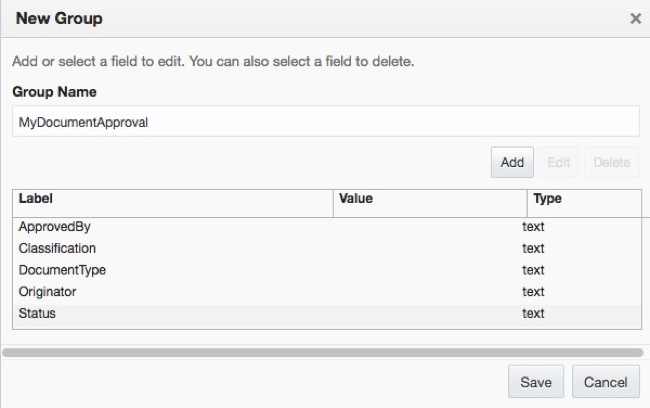 New Group
Add or select a field to edit. You can also select a field to delete.
Group Name
MyDocumentApproval
Add Edit Delete
Label Value Type
ApprovedBy text
Classification text
DocumentType text
Originator text
Status text
Save Cancel